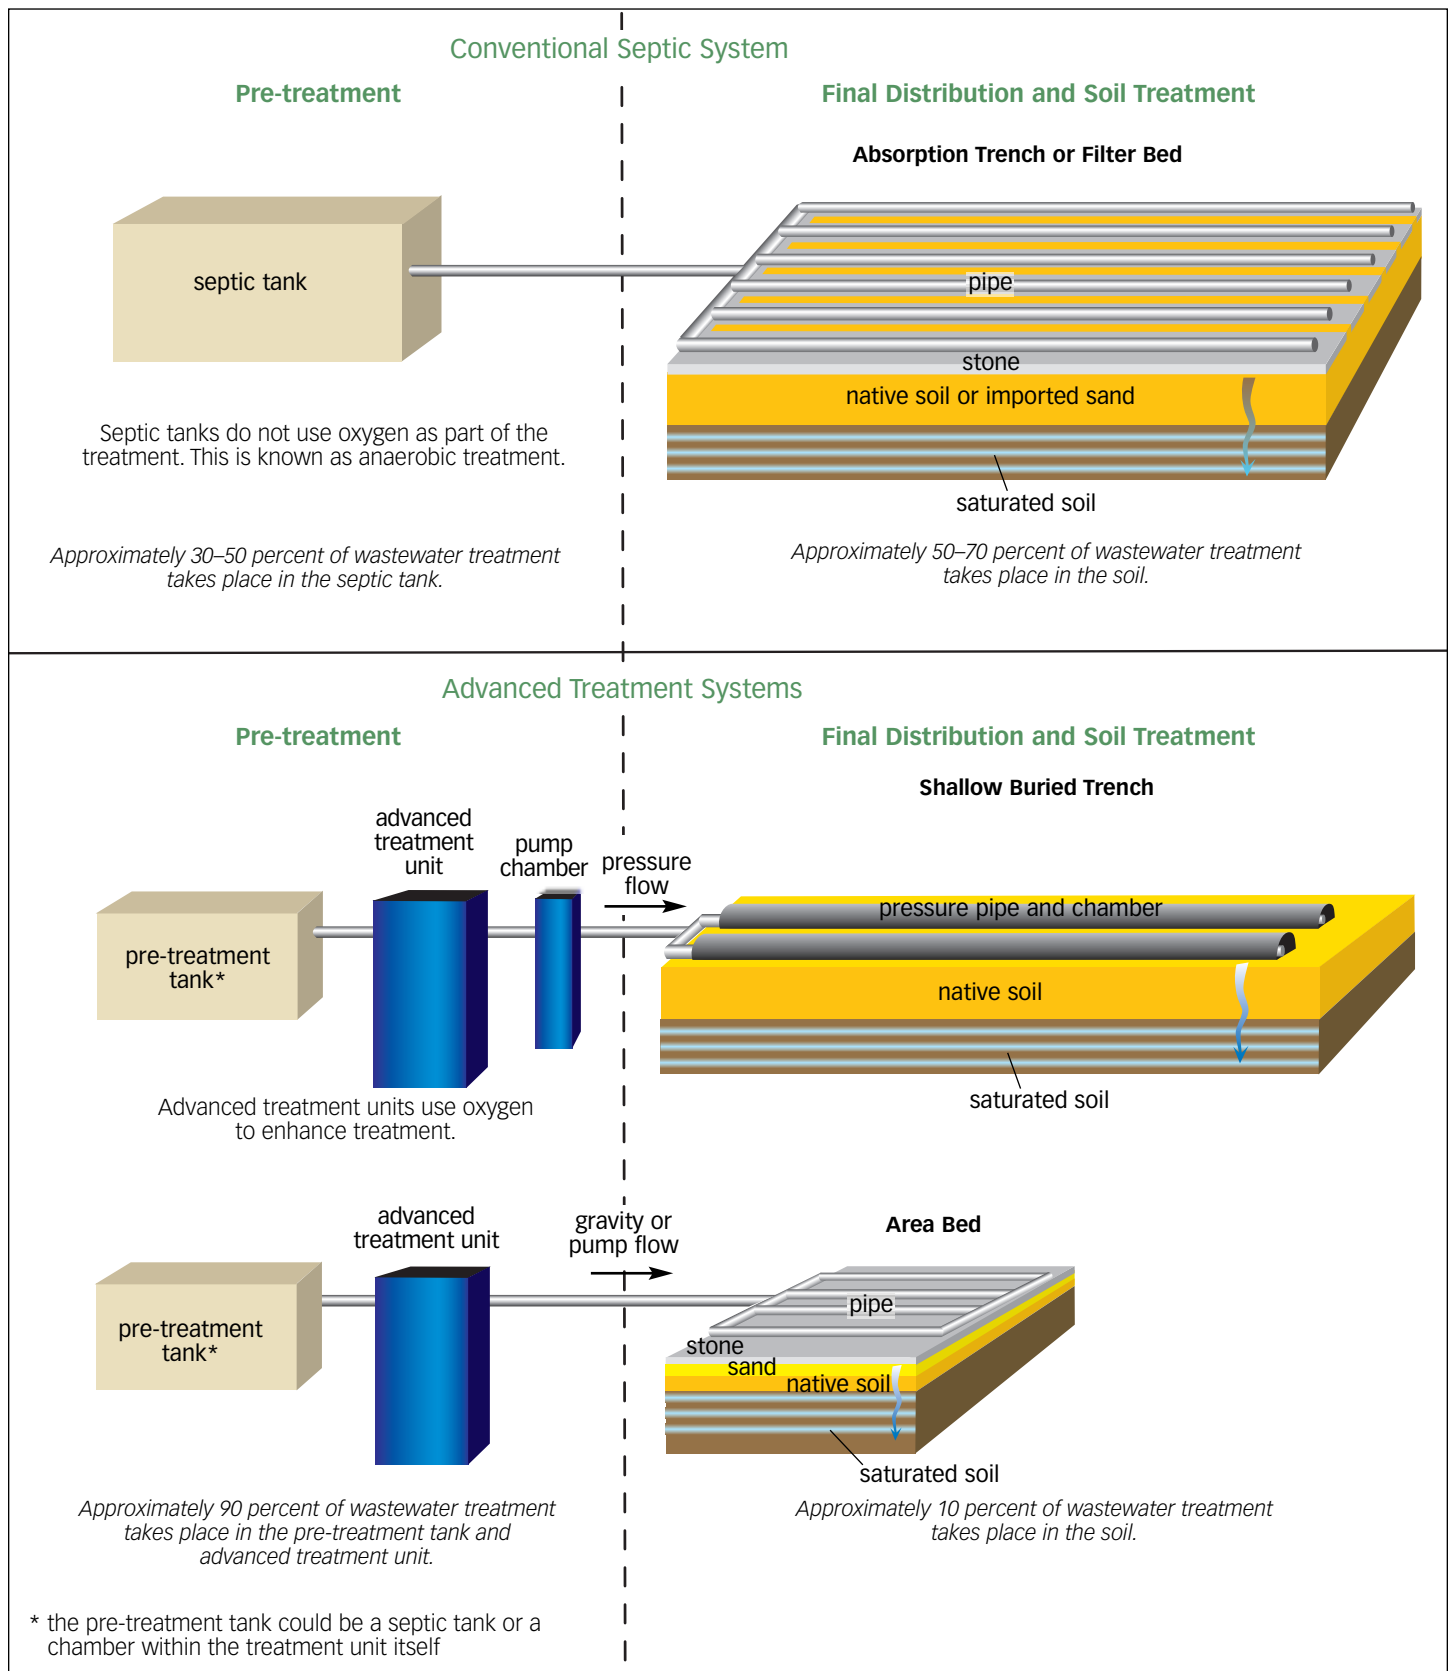 Conventional Septic System
Pre-treatment
Final Distribution and Soil Treatment
Absorption Trench or Filter Bed
septic tank
pipe
stone
native soil or imported sand
saturated soil
Septic tanks do not use oxygen as part of the
treatment. This is known as anaerobic treatment.
Approximately 30–50 percent of wastewater treatment
takes place in the septic tank.
Approximately 50–70 percent of wastewater treatment
takes place in the soil.
Advanced Treatment Systems
Pre-treatment
Final Distribution and Soil Treatment
Shallow Buried Trench
advanced
treatment
unit
pump
chamber
pressure
flow
pre-treatment
tank*
pressure pipe and chamber
native soil
saturated soil
Advanced treatment units use oxygen
to enhance treatment.
advanced
treatment unit
gravity or
pump flow
Area Bed
pre-treatment
tank*
pipe
stone
sand
native soil
saturated soil
Approximately 90 percent of wastewater treatment
takes place in the pre-treatment tank and
advanced treatment unit.
Approximately 10 percent of wastewater treatment
takes place in the soil.
* the pre-treatment tank could be a septic tank or a
chamber within the treatment unit itself